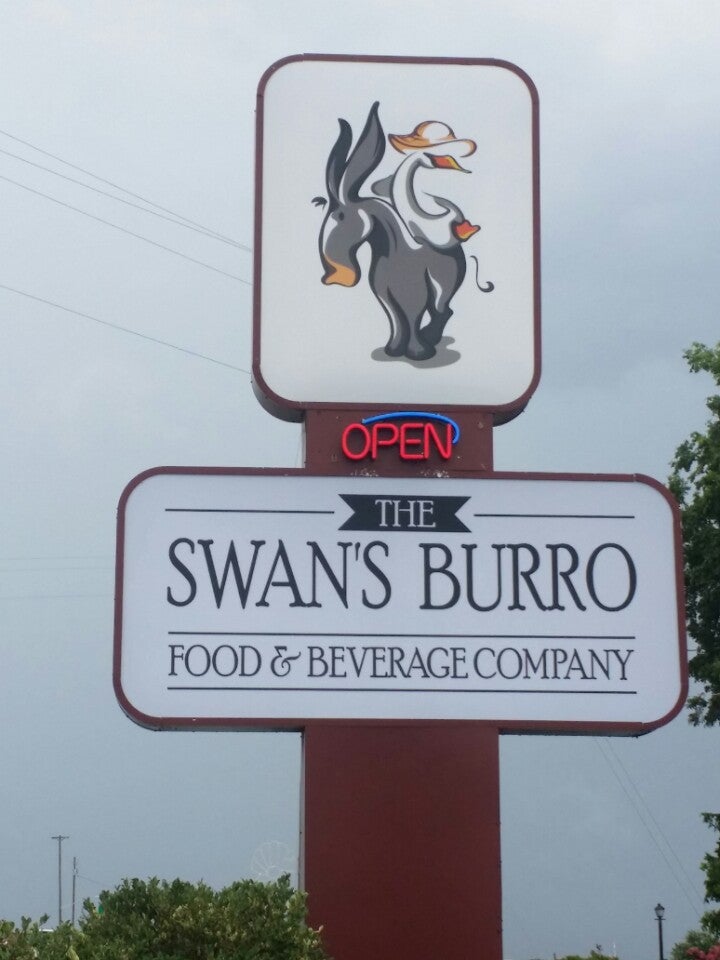 OPEN
THE
SWAN'S BURRO
FOOD & BEVERAGE COMPANY